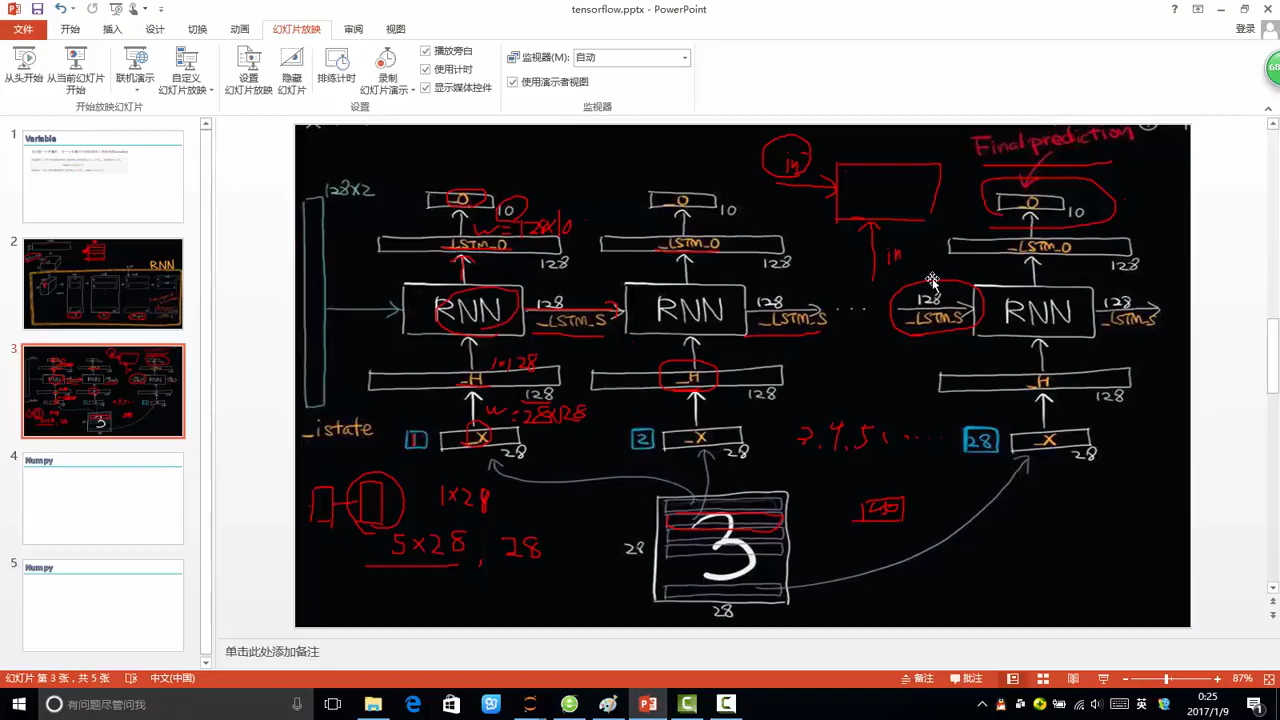 tensorflow.pptx - PowerPoint
文件 开始 插入 设计 切换 动画 幻灯片放映 审阅 视图 登录
从头开始 从当前幻灯片开始 联机演示 自定义幻灯片放映 设置幻灯片放映 隐藏幻灯片 排练计时 录制幻灯片演示
播放旁白
使用计时
显示媒体控件
监视器(M): 自动
使用演示者视图
开始放映幻灯片 设置 监视器
68
1
Variable
2
RNN
3
4
Numpy
5
Numpy
Final prediction
in
128x2
_O 10 _O 10 _O 10
w=128x10
_LSTM_O 128 _LSTM_O 128 _LSTM_O 128
in
RNN 128 _LSTM_S RNN 128 _LSTM_S ... 128 _LSTM_S RNN 128 _LSTM_S
1x128
_H 128 _H 128 _H 128
w=28x128
_istate
1 _X 28 2 _X 28 3,4,5, ..... 28 _X 28
1x28
5x28, 28
28
3
28
单击此处添加备注
幻灯片 第 3 张，共 5 张 中文(中国) 备注 批注 87%
有问题尽管问我
英
0:25
2017/1/9